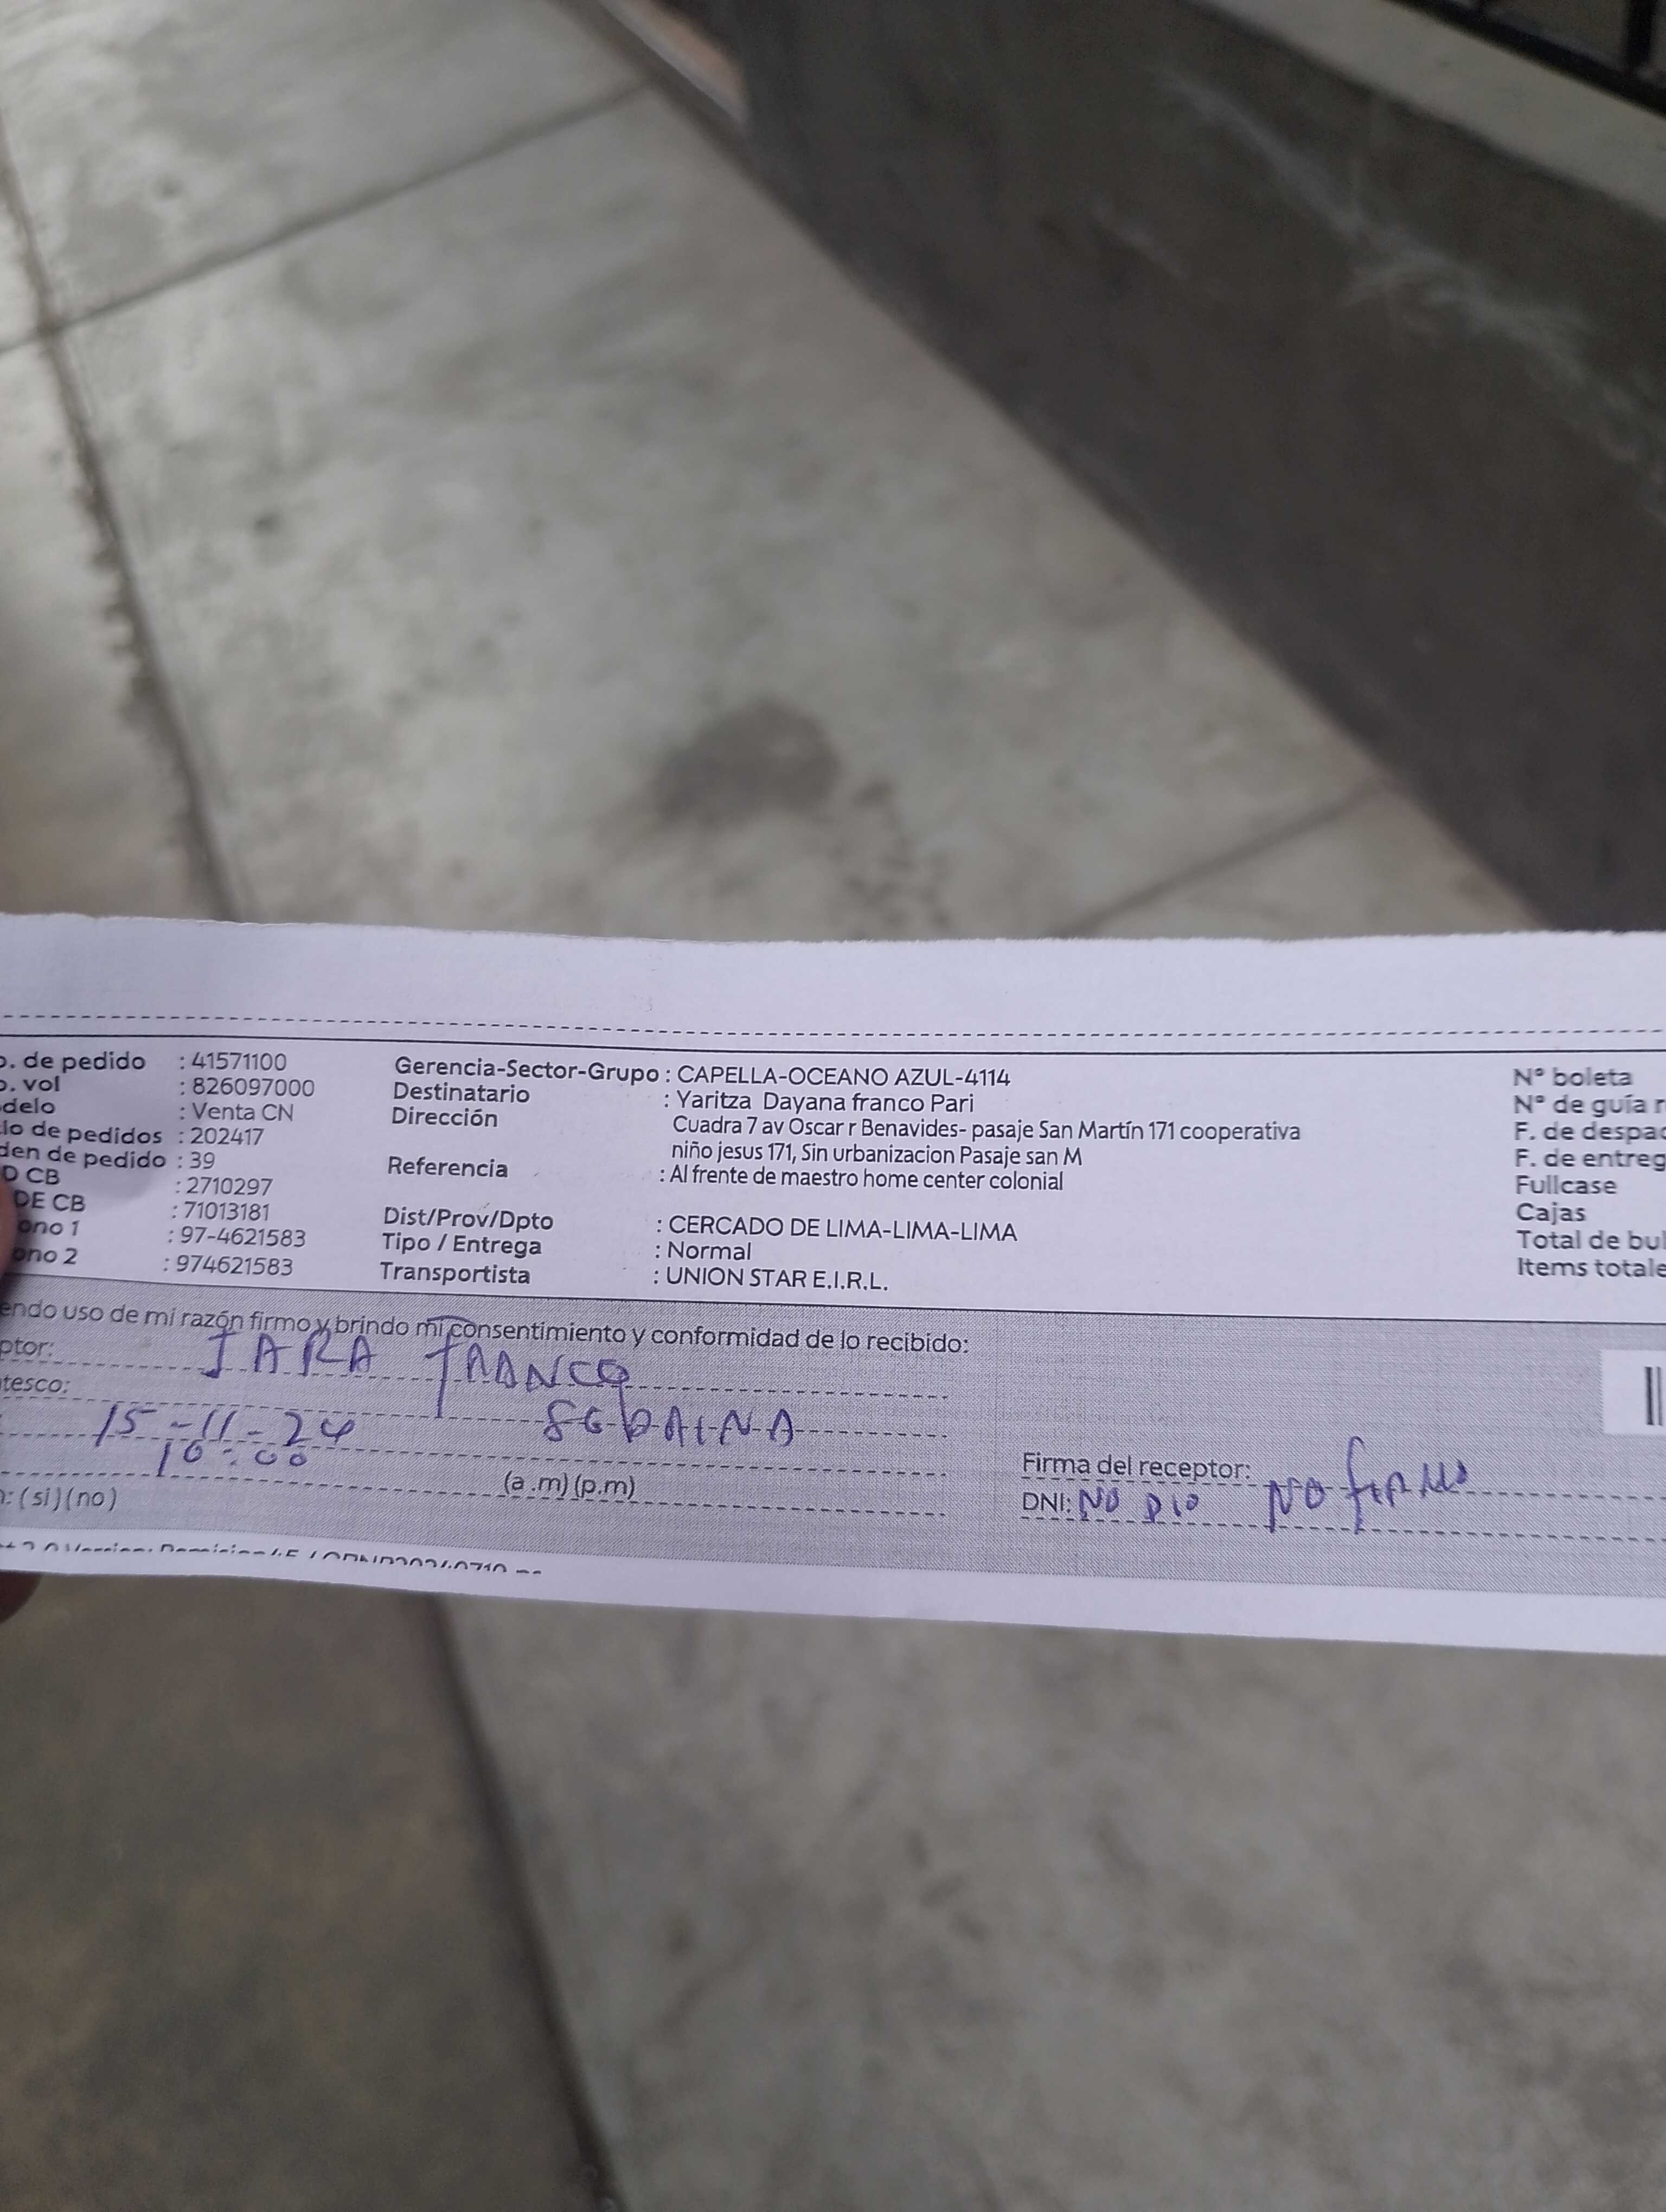 o. de pedido : 41571100
o. vol : 826097000
delo : Venta CN
lo de pedidos : 202417
den de pedido : 39
D CB : 2710297
DE CB : 71013181
ono 1 : 97-4621583
ono 2 : 974621583
Gerencia-Sector-Grupo : CAPELLA-OCEANO AZUL-4114
Destinatario : Yaritza Dayana franco Pari
Dirección Cuadra 7 av Oscar r Benavides- pasaje San Martín 171 cooperativa
niño jesus 171, Sin urbanizacion Pasaje san M
Referencia : Al frente de maestro home center colonial
Dist/Prov/Dpto : CERCADO DE LIMA-LIMA-LIMA
Tipo / Entrega : Normal
Transportista : UNION STAR E.I.R.L.
N° boleta
N° de guía r
F. de despac
F. de entreg
Fullcase
Cajas
Total de bul
Items totale
endo uso de mi razón firmo y brindo mi consentimiento y conformidad de lo recibido:
ptor: JARA FRANCO
tesco:
15-11-24
10:00
(a.m)(p.m)
: (si)(no)
Firma del receptor:
DNI: NO DIO NO firmo